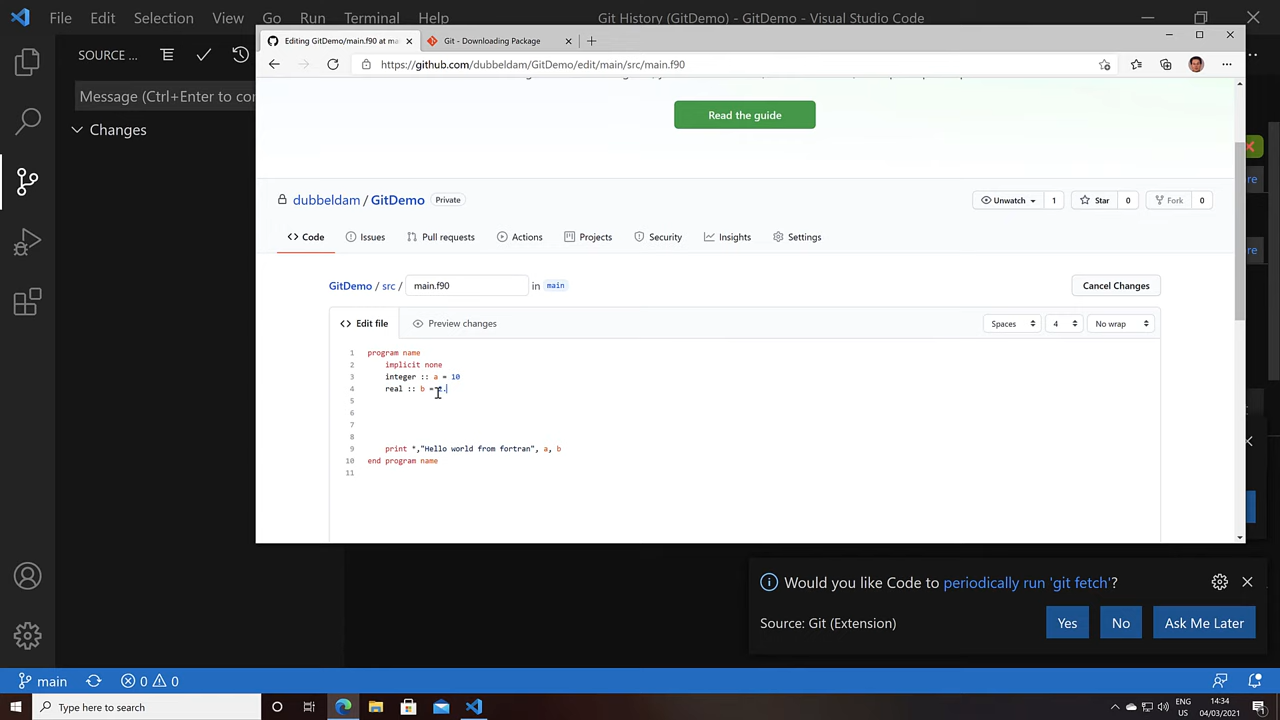 File Edit Selection View Go Run Terminal Help Git History (GitDemo) - GitDemo - Visual Studio Code
SOURCE ...
Message (Ctrl+Enter to con
Changes
Editing GitDemo/main.f90 at ma
Git - Downloading Package
https://github.com/dubbeldam/GitDemo/edit/main/src/main.f90
Read the guide
dubbeldam / GitDemo Private
Unwatch 1 Star 0 Fork 0
Code Issues Pull requests Actions Projects Security Insights Settings
GitDemo / src / main.f90 in main Cancel Changes
Edit file Preview changes Spaces 4 No wrap
1 program name
2 implicit none
3 integer :: a = 10
4 real :: b =
5
6
7
8
9 print *,"Hello world from fortran", a, b
10 end program name
11
Would you like Code to periodically run 'git fetch'?
Source: Git (Extension) Yes No Ask Me Later
main 0 0
Type here to search
ENG 14:34
US 04/03/2021